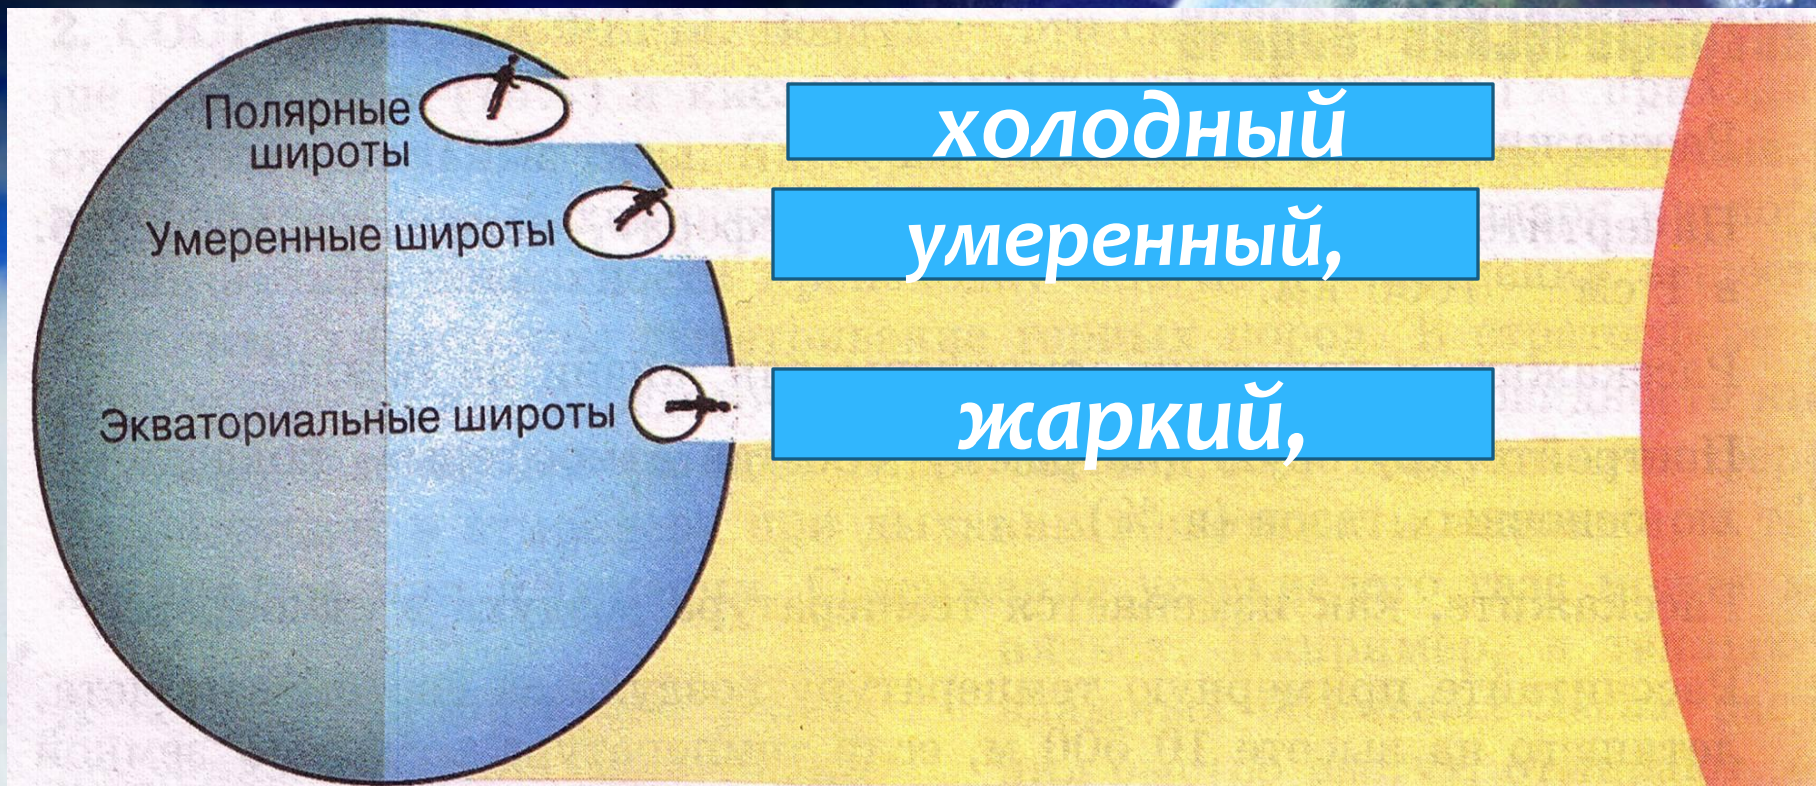 Полярные
широты
холодный
Умеренные широты
умеренный,
Экваториальные широты
жаркий,